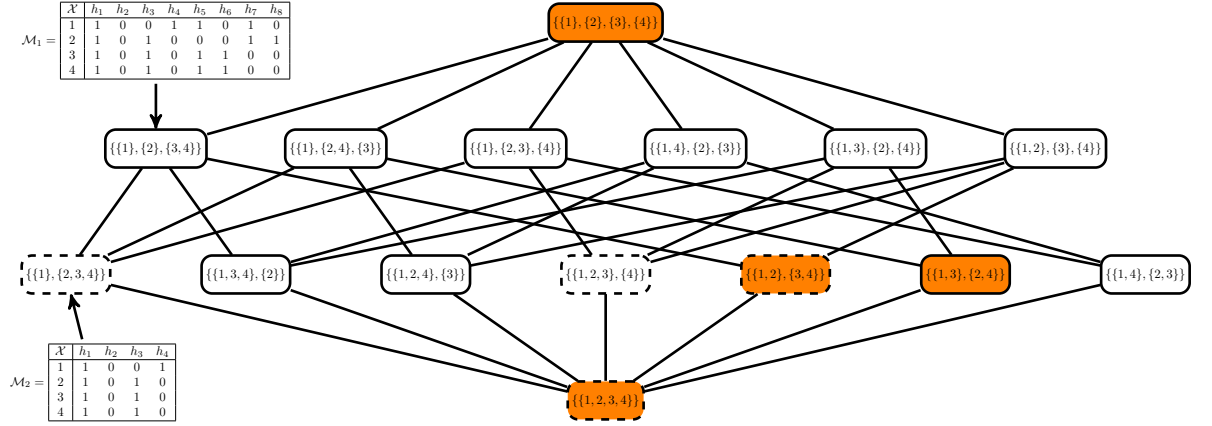 {{1}, {2}, {3}, {4}}
M₁ =
𝒳 h₁ h₂ h₃ h₄ h₅ h₆ h₇ h₈
1 1 0 0 1 1 0 1 0
2 1 0 1 0 0 0 1 1
3 1 0 1 0 1 1 0 0
4 1 0 1 0 1 1 0 0
{{1}, {2}, {3, 4}} {{1}, {2, 4}, {3}} {{1}, {2, 3}, {4}} {{1, 4}, {2}, {3}} {{1, 3}, {2}, {4}} {{1, 2}, {3}, {4}}
{{1}, {2, 3, 4}} {{1, 3, 4}, {2}} {{1, 2, 4}, {3}} {{1, 2, 3}, {4}} {{1, 2}, {3, 4}} {{1, 3}, {2, 4}} {{1, 4}, {2, 3}}
M₂ =
𝒳 h₁ h₂ h₃ h₄
1 1 0 0 1
2 1 0 1 0
3 1 0 1 0
4 1 0 1 0
{{1, 2, 3, 4}}